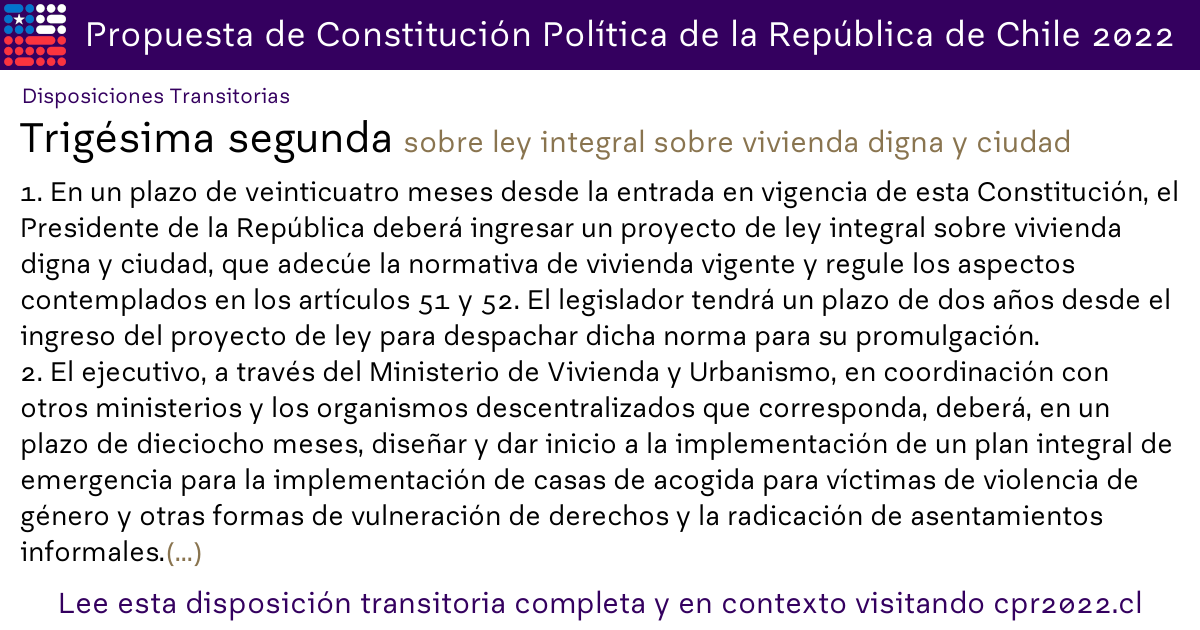 Propuesta de Constitución Política de la República de Chile 2022
Disposiciones Transitorias
Trigésima segunda sobre ley integral sobre vivienda digna y ciudad
1. En un plazo de veinticuatro meses desde la entrada en vigencia de esta Constitución, el
Presidente de la República deberá ingresar un proyecto de ley integral sobre vivienda
digna y ciudad, que adecúe la normativa de vivienda vigente y regule los aspectos
contemplados en los artículos 51 y 52. El legislador tendrá un plazo de dos años desde el
ingreso del proyecto de ley para despachar dicha norma para su promulgación.
2. El ejecutivo, a través del Ministerio de Vivienda y Urbanismo, en coordinación con
otros ministerios y los organismos descentralizados que corresponda, deberá, en un
plazo de dieciocho meses, diseñar y dar inicio a la implementación de un plan integral de
emergencia para la implementación de casas de acogida para víctimas de violencia de
género y otras formas de vulneración de derechos y la radicación de asentamientos
informales.(...)
Lee esta disposición transitoria completa y en contexto visitando cpr2022.cl